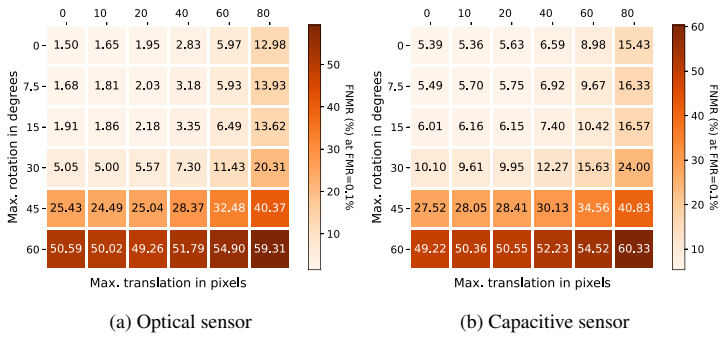 0 10 20 40 60 80
0 1.50 1.65 1.95 2.83 5.97 12.98
7.5 1.68 1.81 2.03 3.18 5.93 13.93
15 1.91 1.86 2.18 3.35 6.49 13.62
30 5.05 5.00 5.57 7.30 11.43 20.31
45 25.43 24.49 25.04 28.37 32.48 40.37
60 50.59 50.02 49.26 51.79 54.90 59.31
Max. rotation in degrees
Max. translation in pixels
50
40
30
20
10
FNMR (%) at FMR=0.1%
(a) Optical sensor
0 10 20 40 60 80
0 5.39 5.36 5.63 6.59 8.98 15.43
7.5 5.49 5.70 5.75 6.92 9.67 16.33
15 6.01 6.16 6.15 7.40 10.42 16.57
30 10.10 9.61 9.95 12.27 15.63 24.00
45 27.52 28.05 28.41 30.13 34.56 40.83
60 49.22 50.36 50.55 52.23 54.52 60.33
Max. rotation in degrees
Max. translation in pixels
60
50
40
30
20
10
FNMR (%) at FMR=0.1%
(b) Capacitive sensor